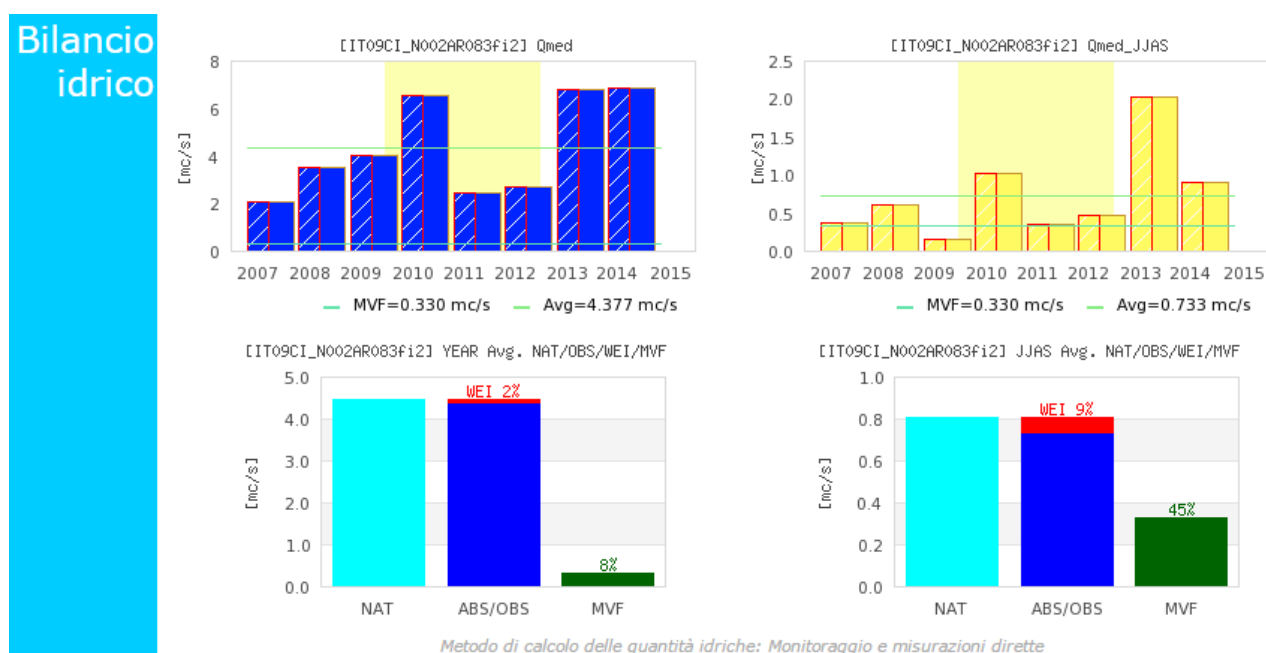 Bilancio
idrico
[IT09CI_N002AR083fi2] Qmed
8
6
4
2
0
[mc/s]
2007 2008 2009 2010 2011 2012 2013 2014 2015
MVF=0.330 mc/s Avg=4.377 mc/s
[IT09CI_N002AR083fi2] Qmed_JJAS
2.5
2.0
1.5
1.0
0.5
0.0
[mc/s]
2007 2008 2009 2010 2011 2012 2013 2014 2015
MVF=0.330 mc/s Avg=0.733 mc/s
[IT09CI_N002AR083fi2] YEAR Avg. NAT/OBS/WEI/MVF
5.0
4.0
3.0
2.0
1.0
0.0
[mc/s]
WEI 2%
8%
NAT ABS/OBS MVF
[IT09CI_N002AR083fi2] JJAS Avg. NAT/OBS/WEI/MVF
1.0
0.8
0.6
0.4
0.2
0.0
[mc/s]
WEI 9%
45%
NAT ABS/OBS MVF
Metodo di calcolo delle quantità idriche: Monitoraggio e misurazioni dirette